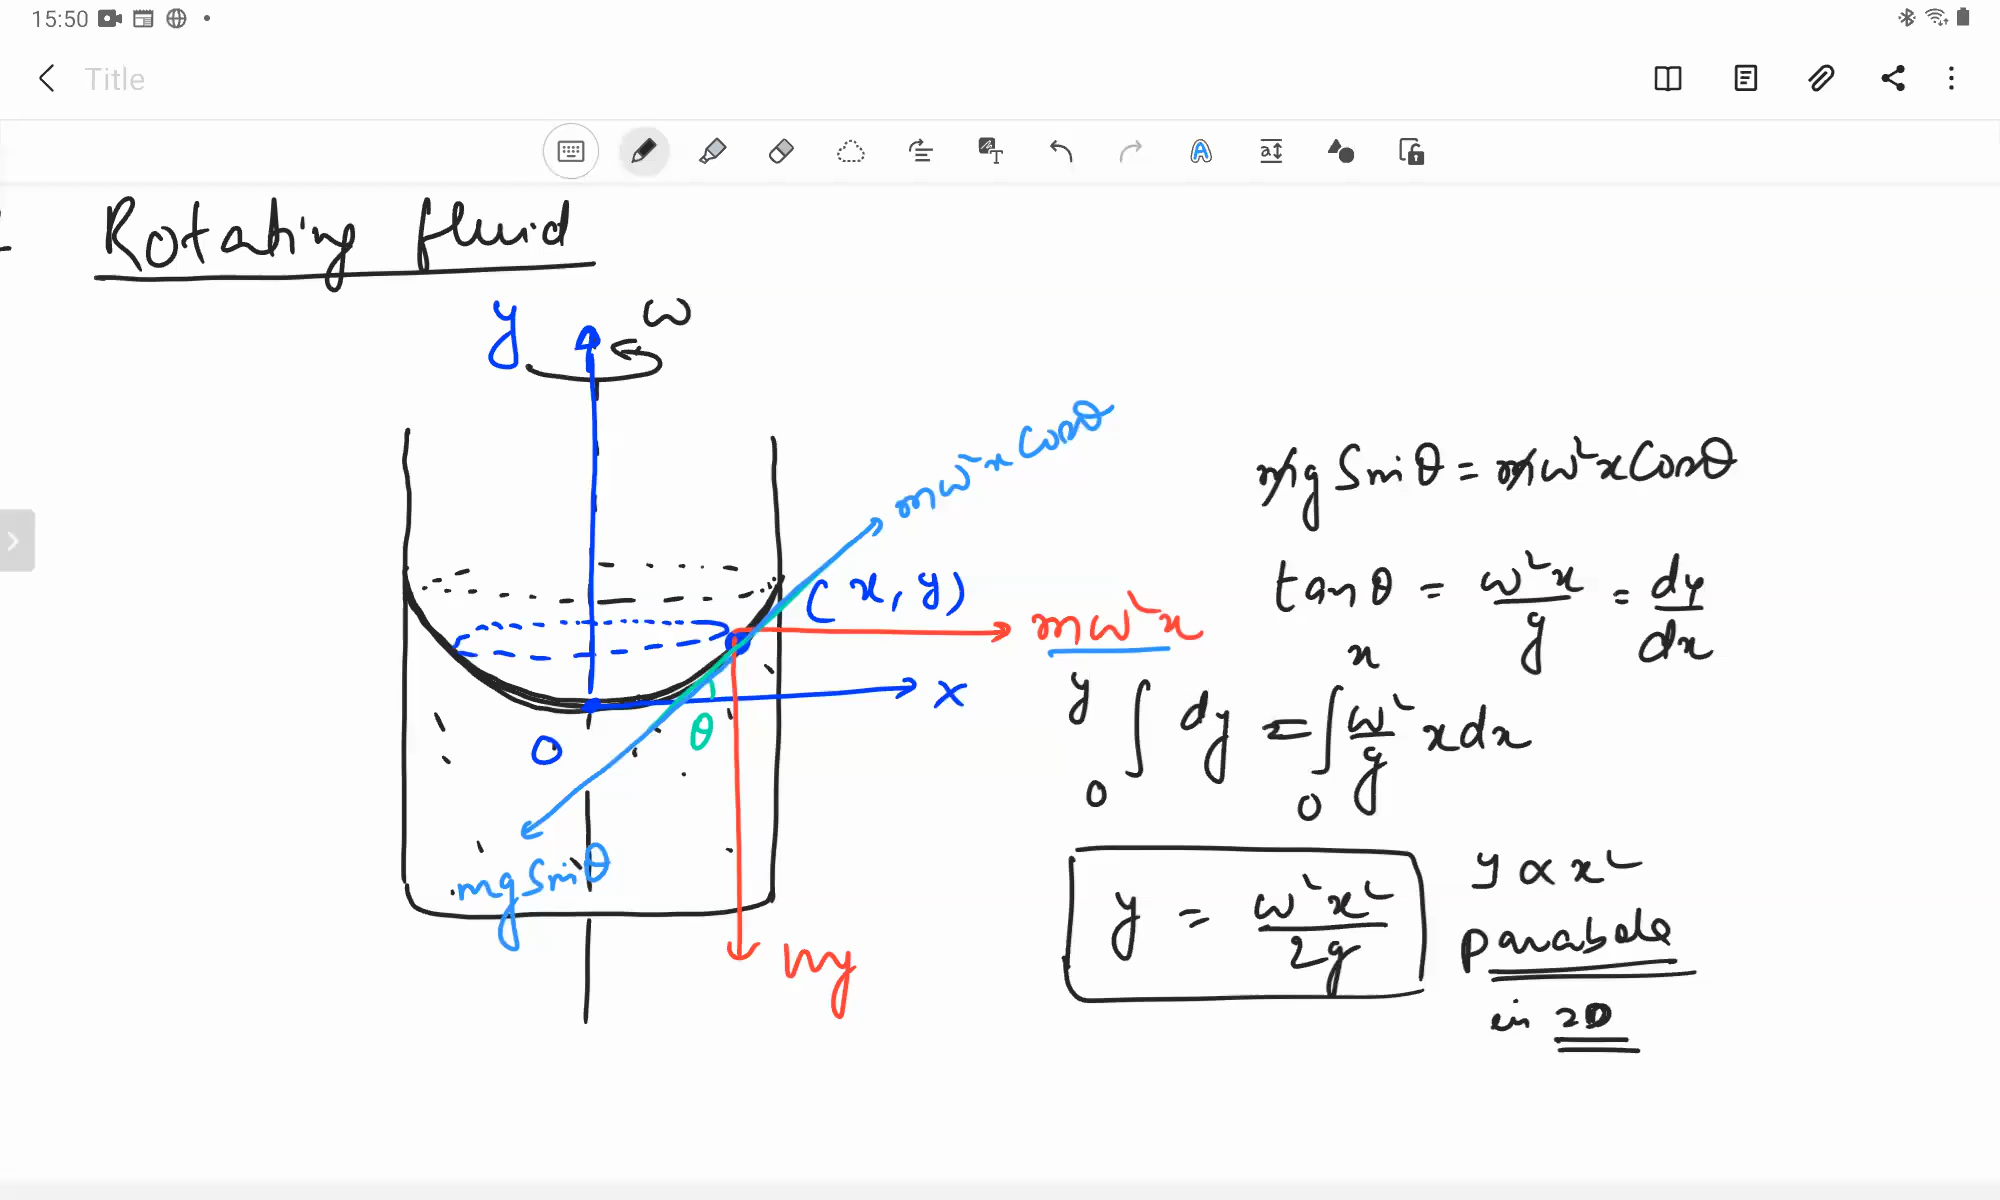 15:50
Title
Rotating fluid
y
ω
mω²x Cosθ
(x, y)
mω²x
x
θ
O
mg Sinθ
mg
mg Sinθ = mω²x Cosθ
tanθ = ω²x/g = dy/dx
∫₀ʸ dy = ∫₀ˣ ω²/g x dx
y = ω²x²/2g
y ∝ x²
parabola
in 2D